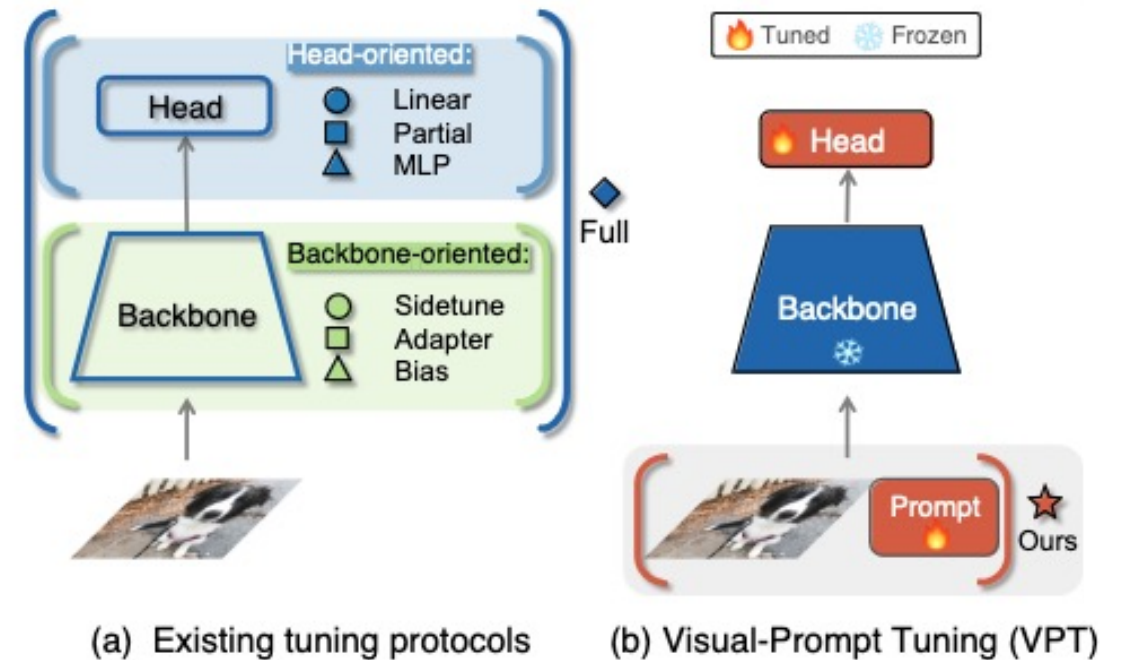 Head-oriented:
Head
Linear
Partial
MLP
Full
Backbone-oriented:
Backbone
Sidetune
Adapter
Bias
(a) Existing tuning protocols
Tuned Frozen
Head
Backbone
Prompt
Ours
(b) Visual-Prompt Tuning (VPT)